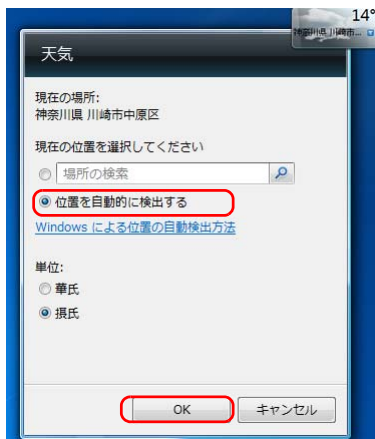 14°
神奈川県 川崎市...
天気
現在の場所:
神奈川県 川崎市中原区
現在の位置を選択してください
場所の検索
位置を自動的に検出する
Windows による位置の自動検出方法
単位:
華氏
摂氏
OK
キャンセル